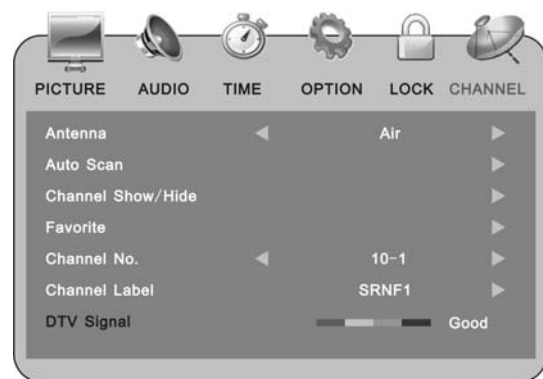 PICTURE AUDIO TIME OPTION LOCK CHANNEL
Antenna Air
Auto Scan
Channel Show/Hide
Favorite
Channel No. 10-1
Channel Label SRNF1
DTV Signal Good